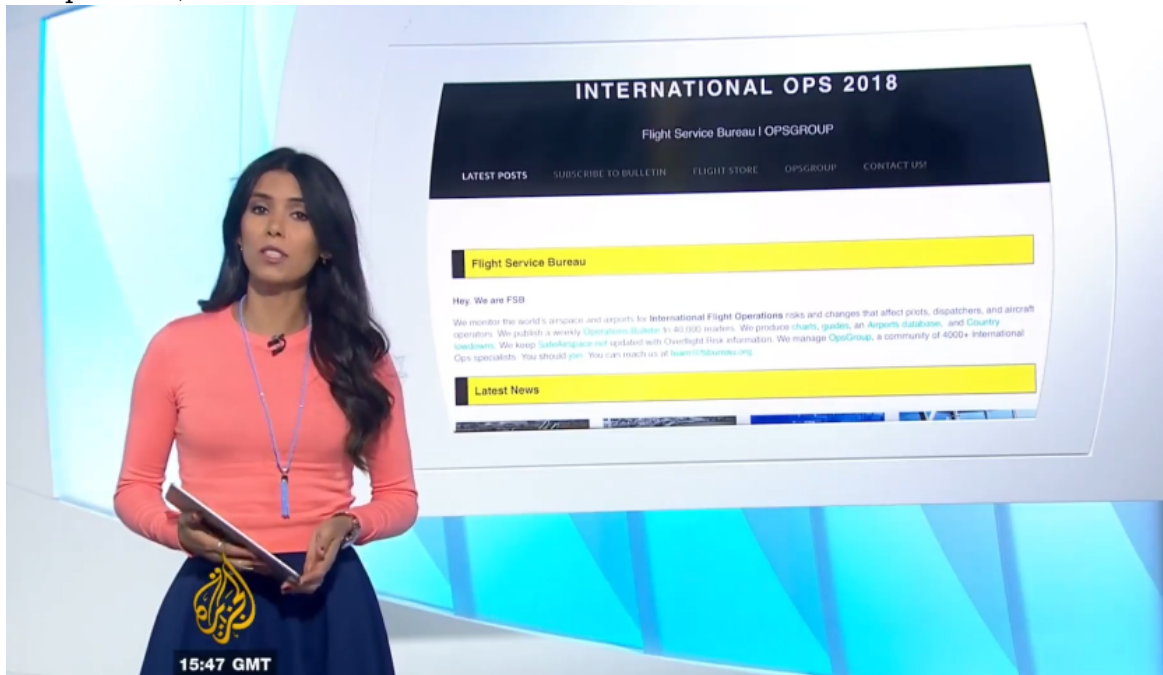 INTERNATIONAL OPS 2018
Flight Service Bureau I OPSGROUP
LATEST POSTS SUBSCRIBE TO BULLETIN FLIGHT STORE OPSGROUP CONTACT US!
Flight Service Bureau
Hey. We are FSB
We monitor the world's airspace and airports for International Flight Operations risks and changes that affect pilots, dispatchers, and aircraft
operators. We publish a weekly Operations Bulletin to 40,000 readers. We produce charts, guides, an Airports database, and Country
lowdowns. We keep SafeAirspace.net updated with Overflight Risk information. We manage OpsGroup, a community of 4000+ International
Ops specialists. You should join. You can reach us at team@fsbureau.org
Latest News
الجزيرة
15:47 GMT